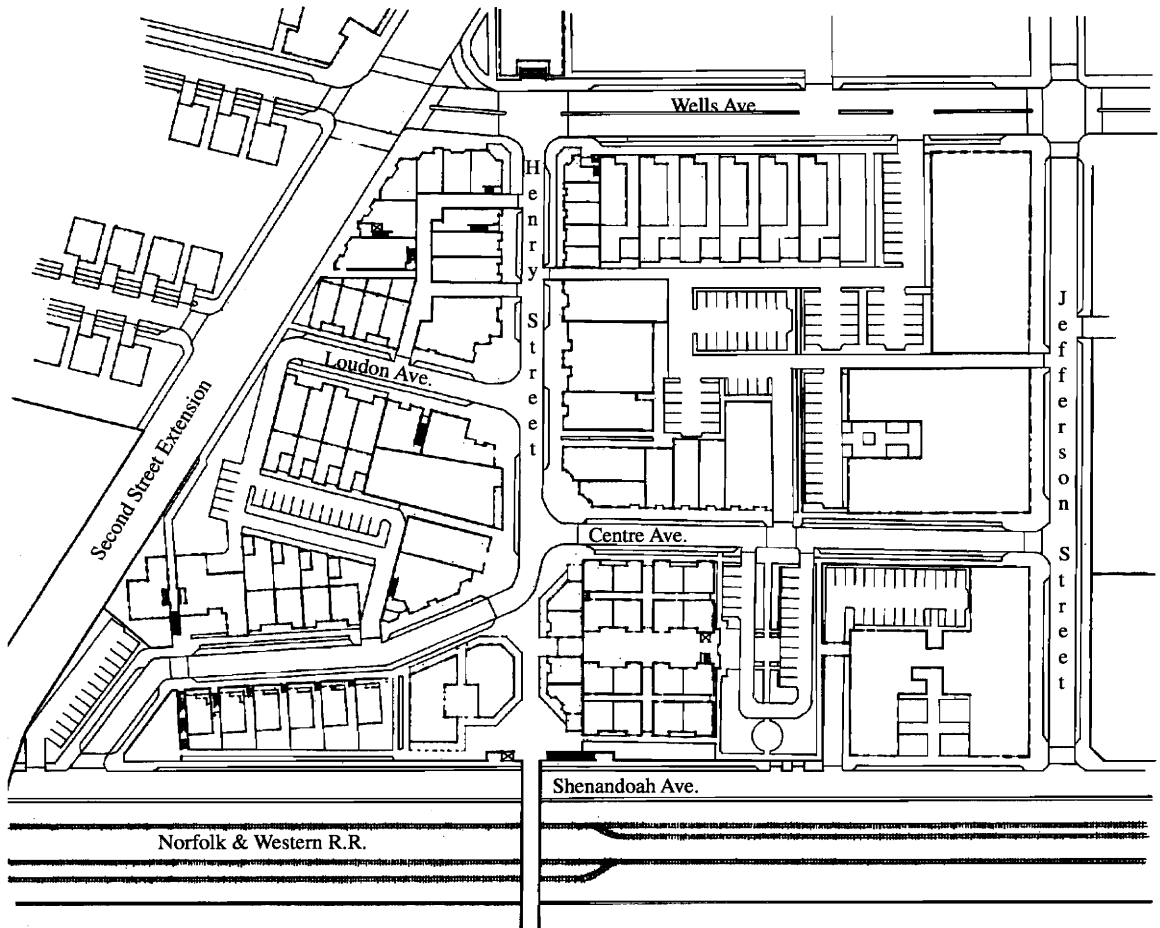 Wells Ave.
Henry Street
Jefferson Street
Loudon Ave.
Second Street Extension
Centre Ave.
Shenandoah Ave.
Norfolk & Western R.R.